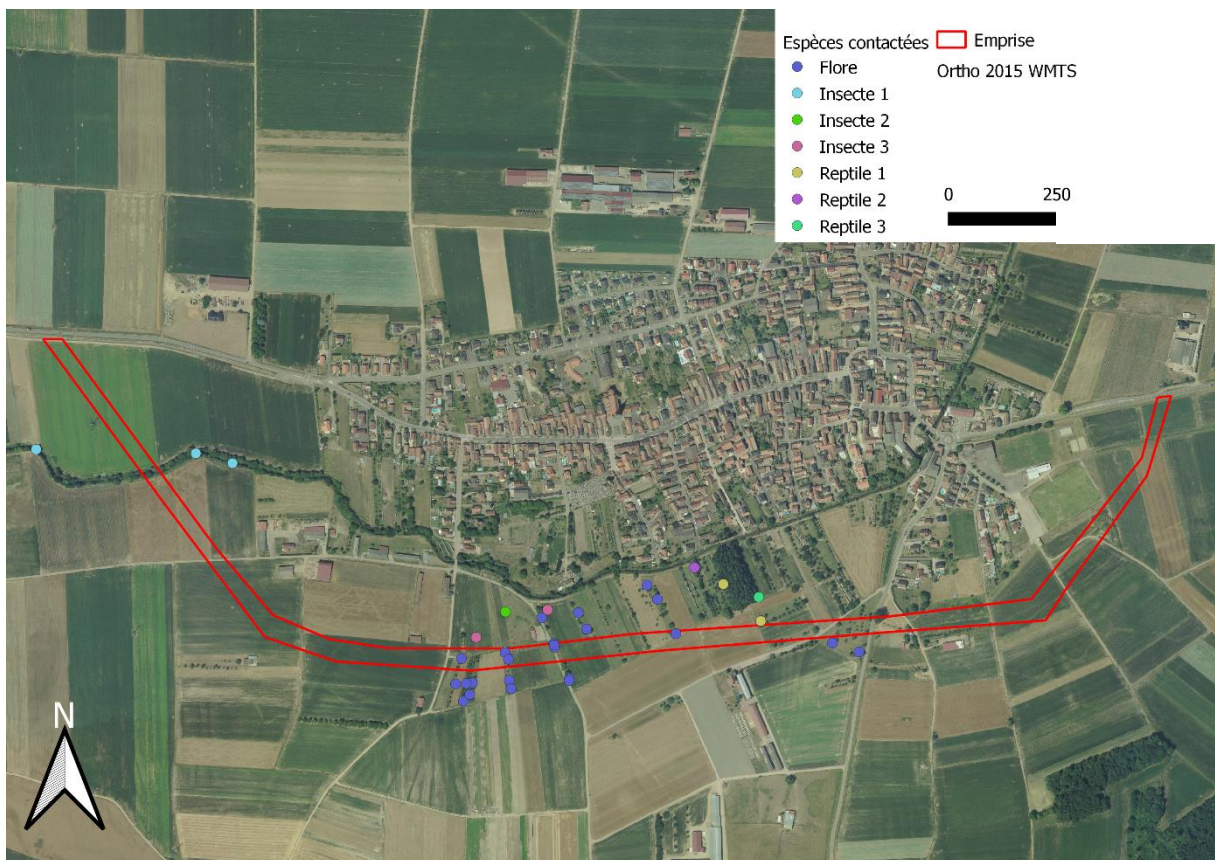 Espèces contactées
Emprise
Flore
Ortho 2015 WMTS
Insecte 1
Insecte 2
Insecte 3
Reptile 1
Reptile 2
Reptile 3
0 250
N